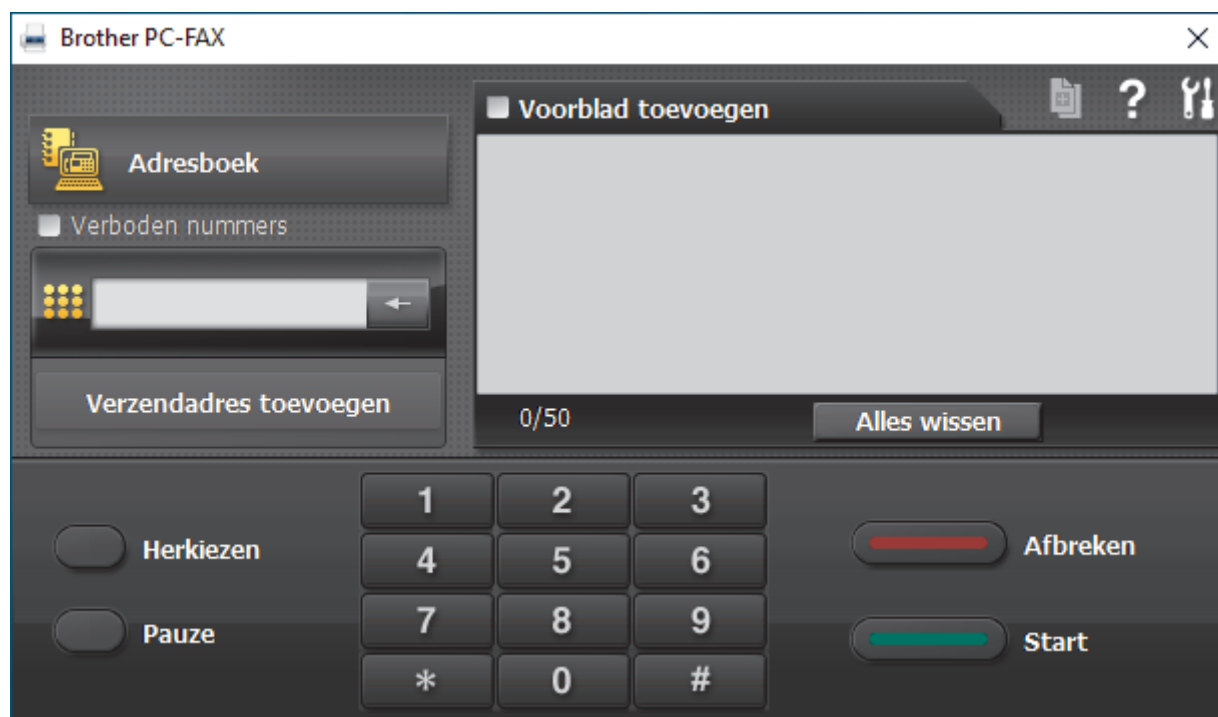 Brother PC-FAX
Voorblad toevoegen
?
Adresboek
Verboden nummers
Verzendadres toevoegen
0/50
Alles wissen
1 2 3
Herkiezen
4 5 6
Afbreken
7 8 9
Pauze
Start
* 0 #